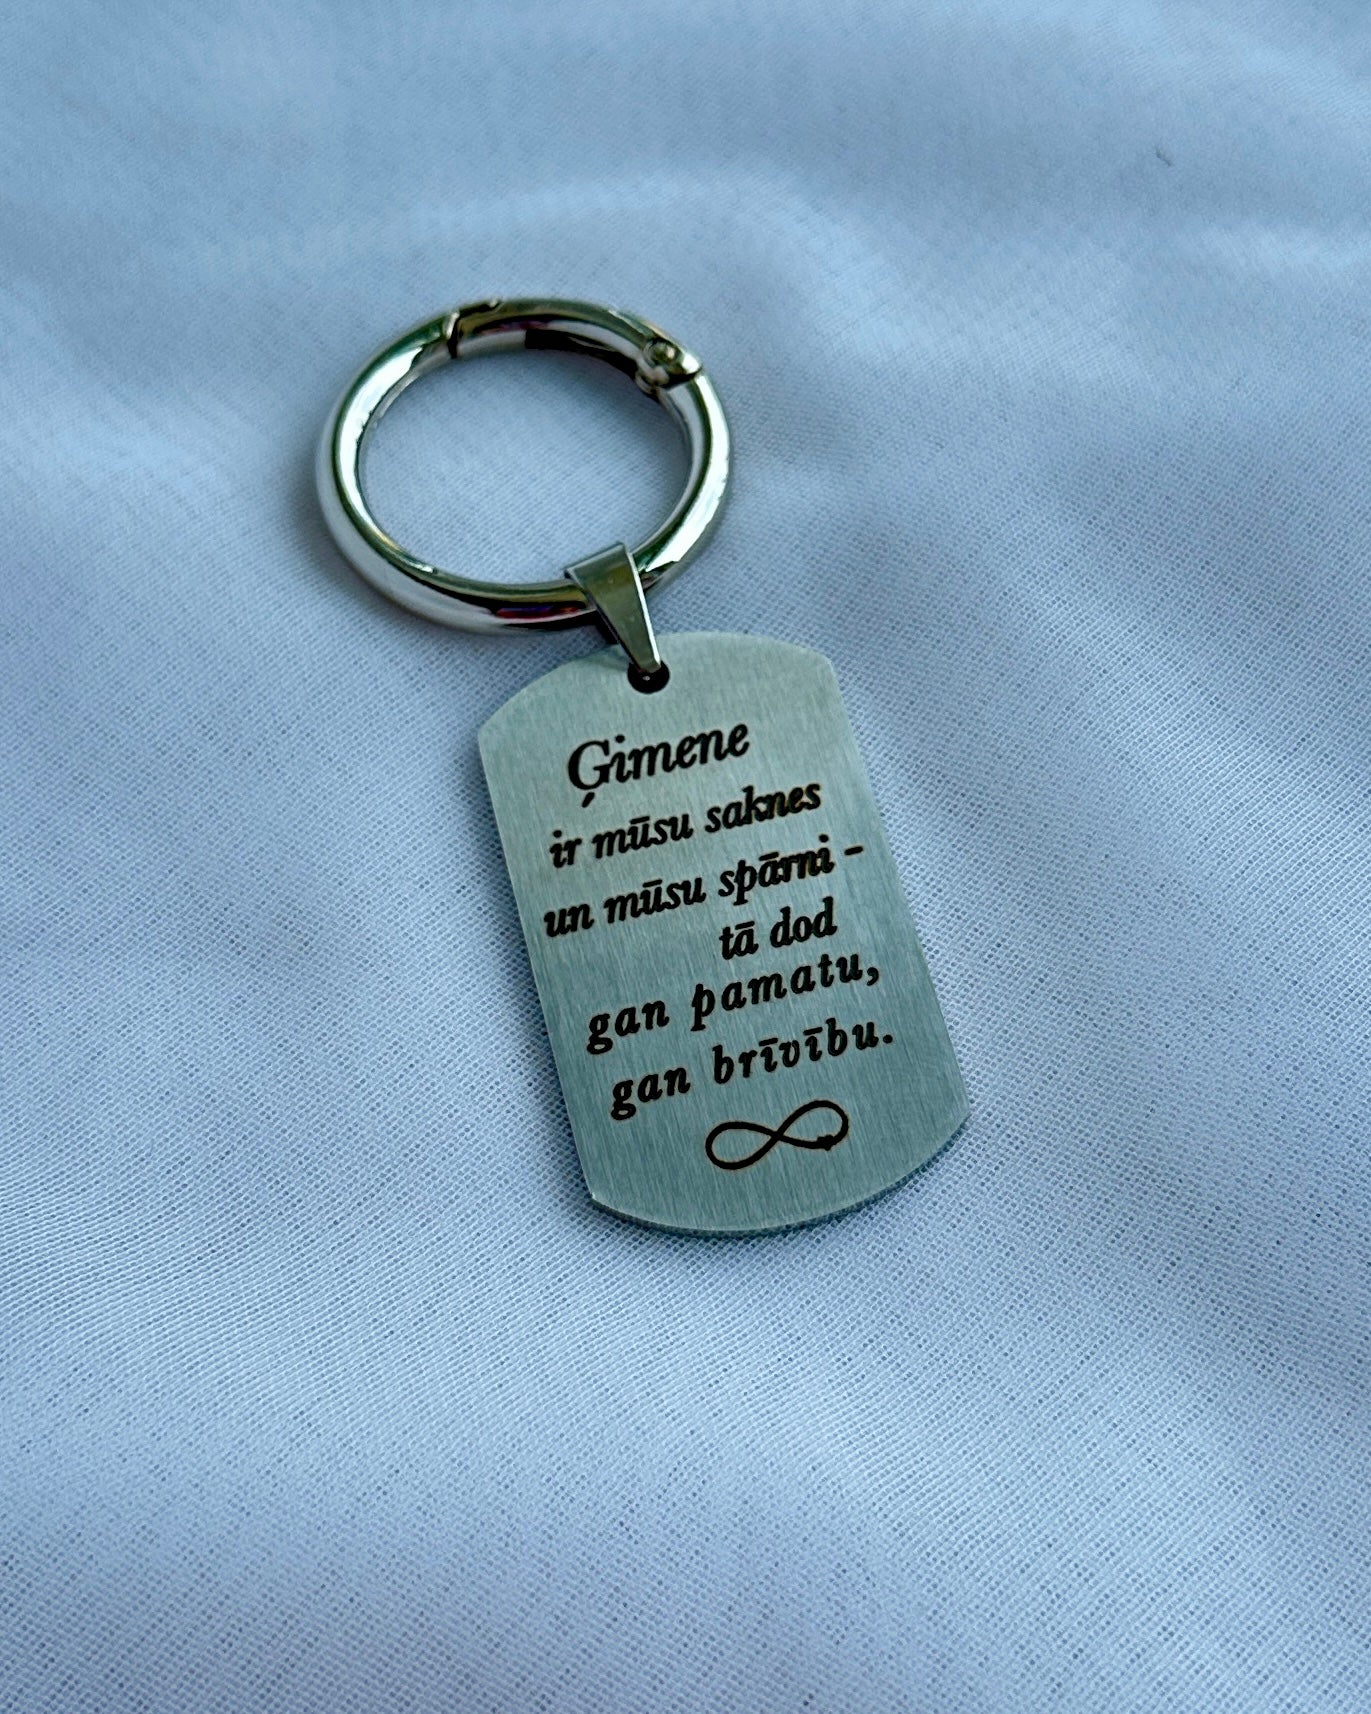 Ģimene
ir mūsu saknes
un mūsu spārni -
tā dod
gan pamatu,
gan brīvību.